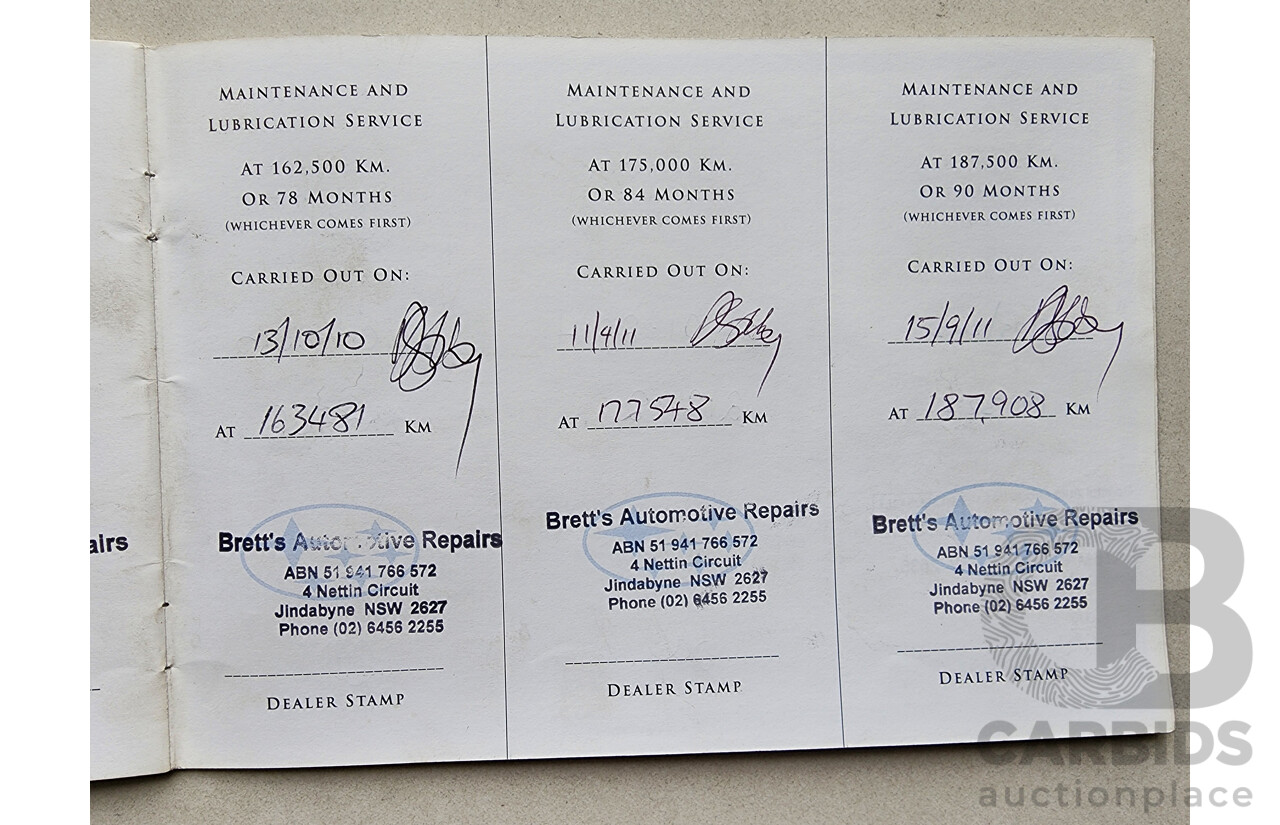 airs
MAINTENANCE AND
LUBRICATION SERVICE
AT 162,500 KM.
OR 78 MONTHS
(WHICHEVER COMES FIRST)
CARRIED OUT ON:
13/10/10
AT 163481 KM
Brett's Automotive Repairs
ABN 51 941 766 572
4 Nettin Circuit
Jindabyne NSW 2627
Phone (02) 6456 2255
DEALER STAMP
MAINTENANCE AND
LUBRICATION SERVICE
AT 175,000 KM.
OR 84 MONTHS
(WHICHEVER COMES FIRST)
CARRIED OUT ON:
11/4/11
AT 177548 KM
Brett's Automotive Repairs
ABN 51 941 766 572
4 Nettin Circuit
Jindabyne NSW 2627
Phone (02) 6456 2255
DEALER STAMP
MAINTENANCE AND
LUBRICATION SERVICE
AT 187,500 KM.
OR 90 MONTHS
(WHICHEVER COMES FIRST)
CARRIED OUT ON:
15/9/11
AT 187,908 KM
Brett's Automotive Repairs
ABN 51 941 766 572
4 Nettin Circuit
Jindabyne NSW 2627
Phone (02) 6456 2255
DEALER STAMP
CARBIDS
auctionplace